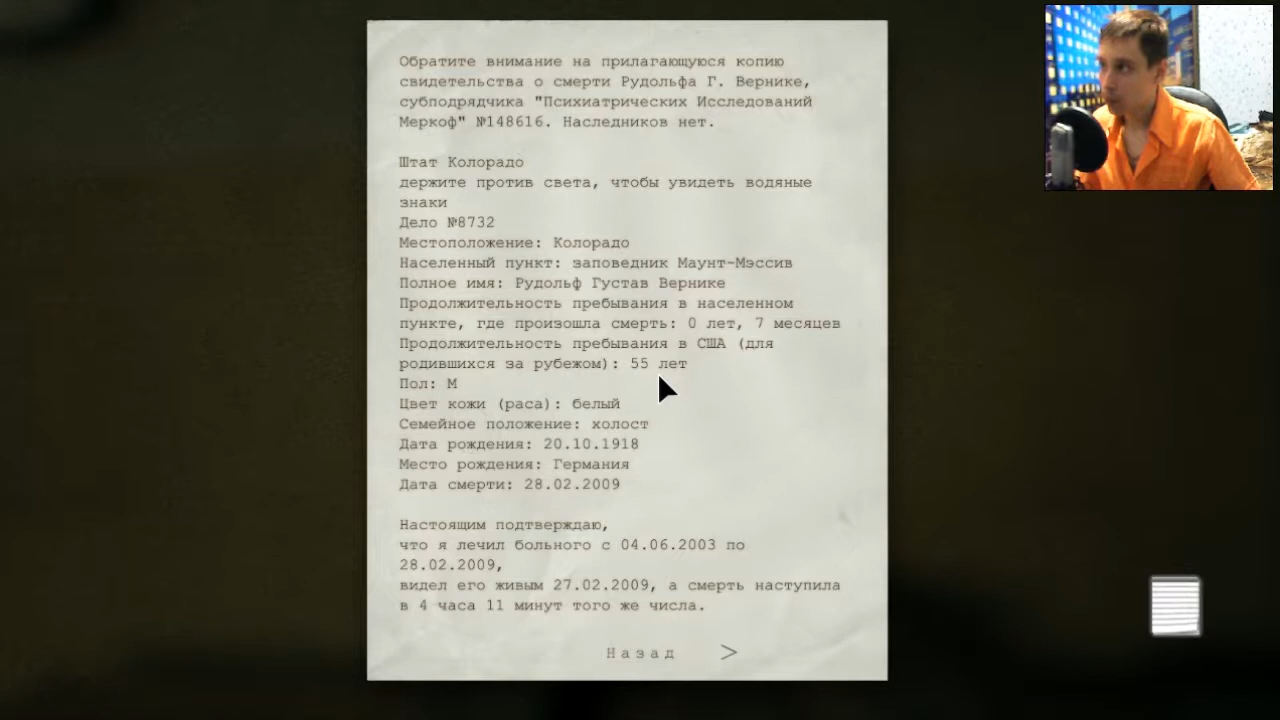 Обратите внимание на прилагающуюся копию
свидетельства о смерти Рудольфа Г. Вернике,
субподрядчика "Психиатрических Исследований
Меркоф" №148616. Наследников нет.
Штат Колорадо
держите против света, чтобы увидеть водяные
знаки
Дело №8732
Местоположение: Колорадо
Населенный пункт: заповедник Маунт-Мэссив
Полное имя: Рудольф Густав Вернике
Продолжительность пребывания в населенном
пункте, где произошла смерть: 0 лет, 7 месяцев
Продолжительность пребывания в США (для
родившихся за рубежом): 55 лет
Пол: М
Цвет кожи (раса): белый
Семейное положение: холост
Дата рождения: 20.10.1918
Место рождения: Германия
Дата смерти: 28.02.2009
Настоящим подтверждаю,
что я лечил больного с 04.06.2003 по
28.02.2009,
видел его живым 27.02.2009, а смерть наступила
в 4 часа 11 минут того же числа.
Назад >